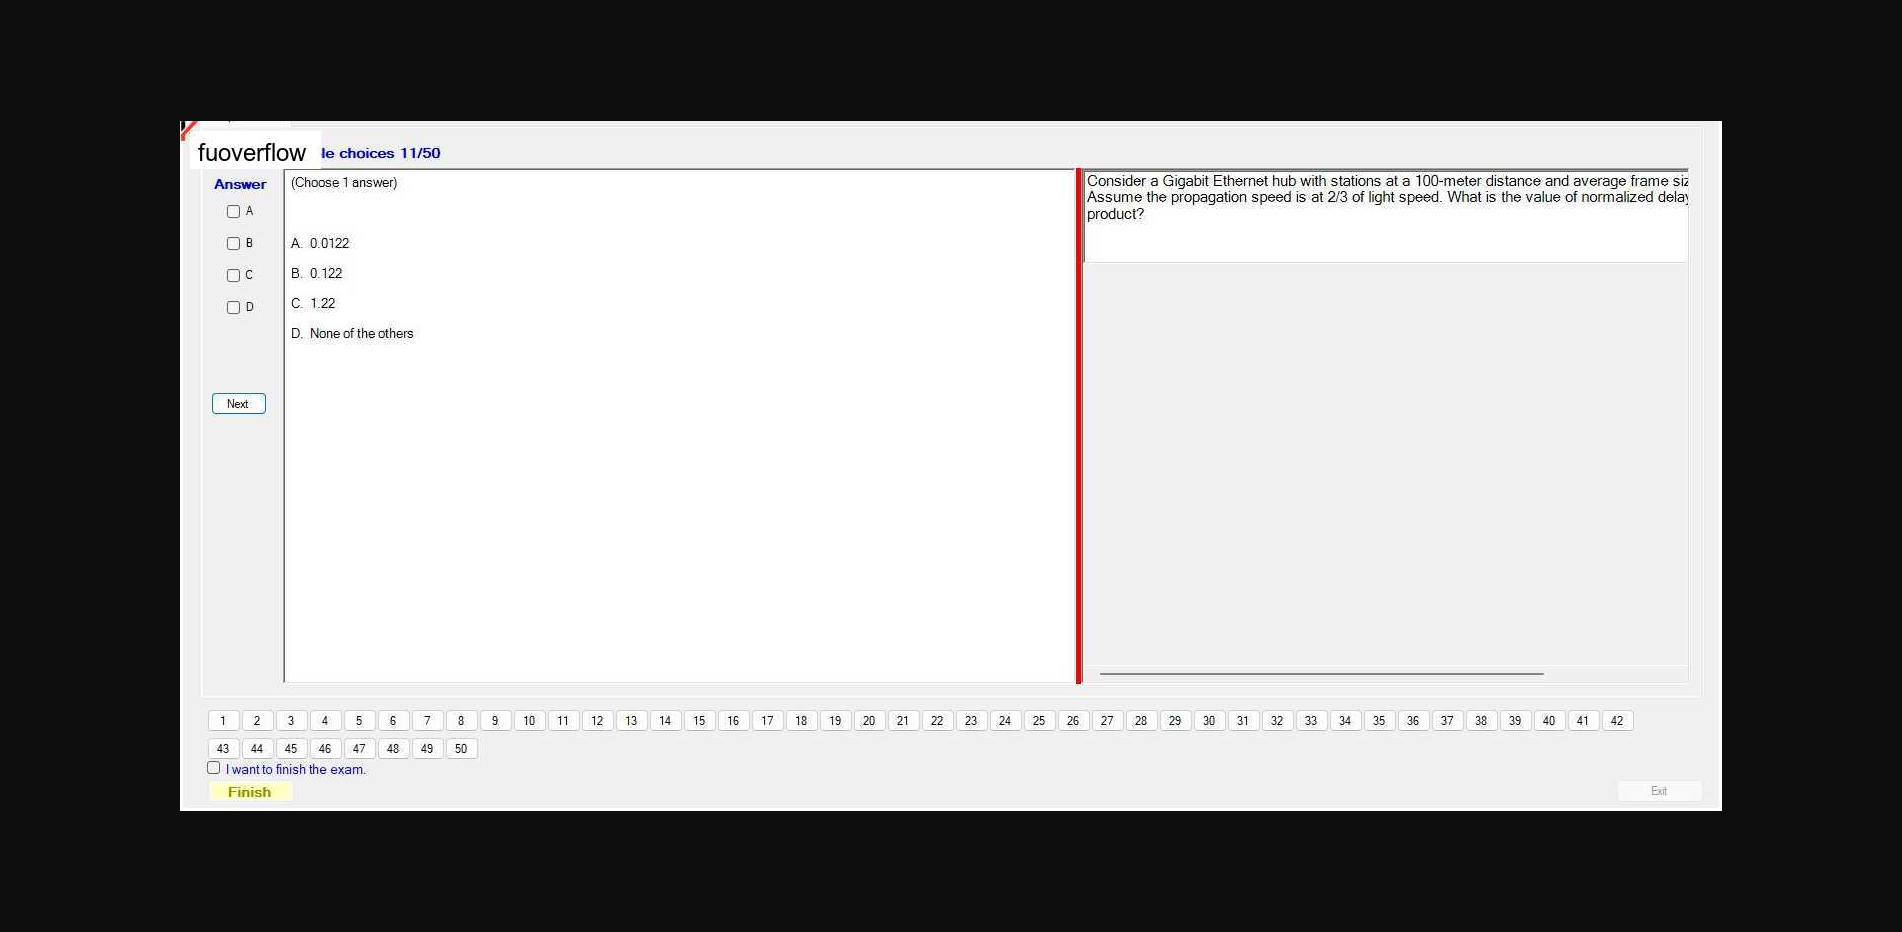 fuoverflow le choices 11/50
Answer
A
B
C
D
Next
(Choose 1 answer)
A. 0.0122
B. 0.122
C. 1.22
D. None of the others
Consider a Gigabit Ethernet hub with stations at a 100-meter distance and average frame siz
Assume the propagation speed is at 2/3 of light speed. What is the value of normalized delay
product?
1 2 3 4 5 6 7 8 9 10 11 12 13 14 15 16 17 18 19 20 21 22 23 24 25 26 27 28 29 30 31 32 33 34 35 36 37 38 39 40 41 42
43 44 45 46 47 48 49 50
I want to finish the exam.
Finish
Exit